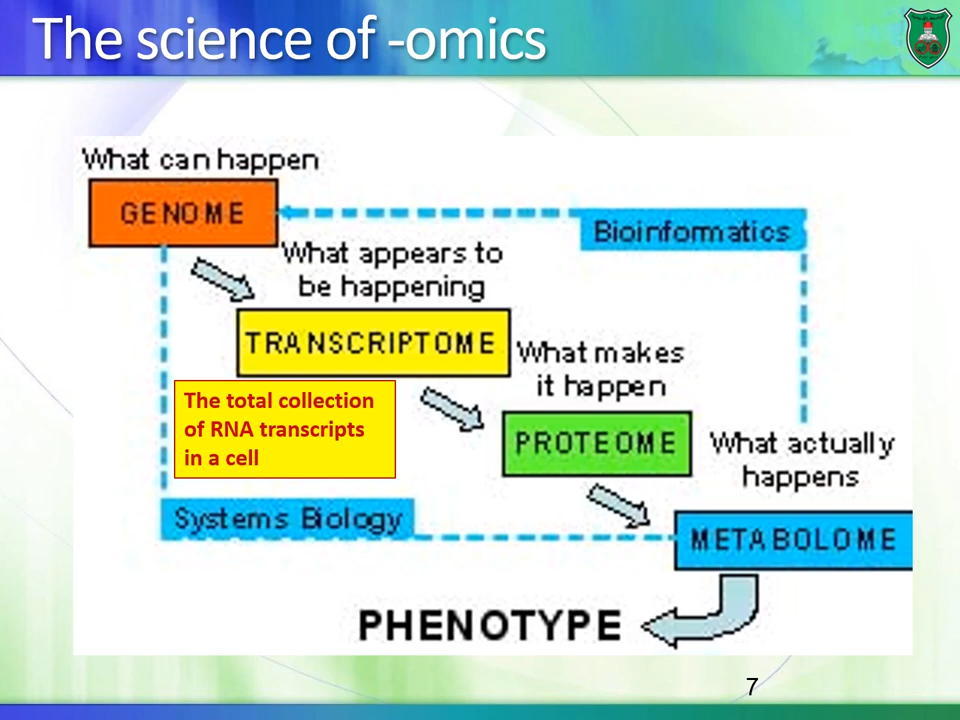 The science of -omics
What can happen
GENOME
Bioinformatics
What appears to
be happening
TRANSCRIPTOME
What makes
it happen
The total collection
of RNA transcripts
in a cell
PROTEOME
What actually
happens
Systems Biology
METABOLOME
PHENOTYPE
7